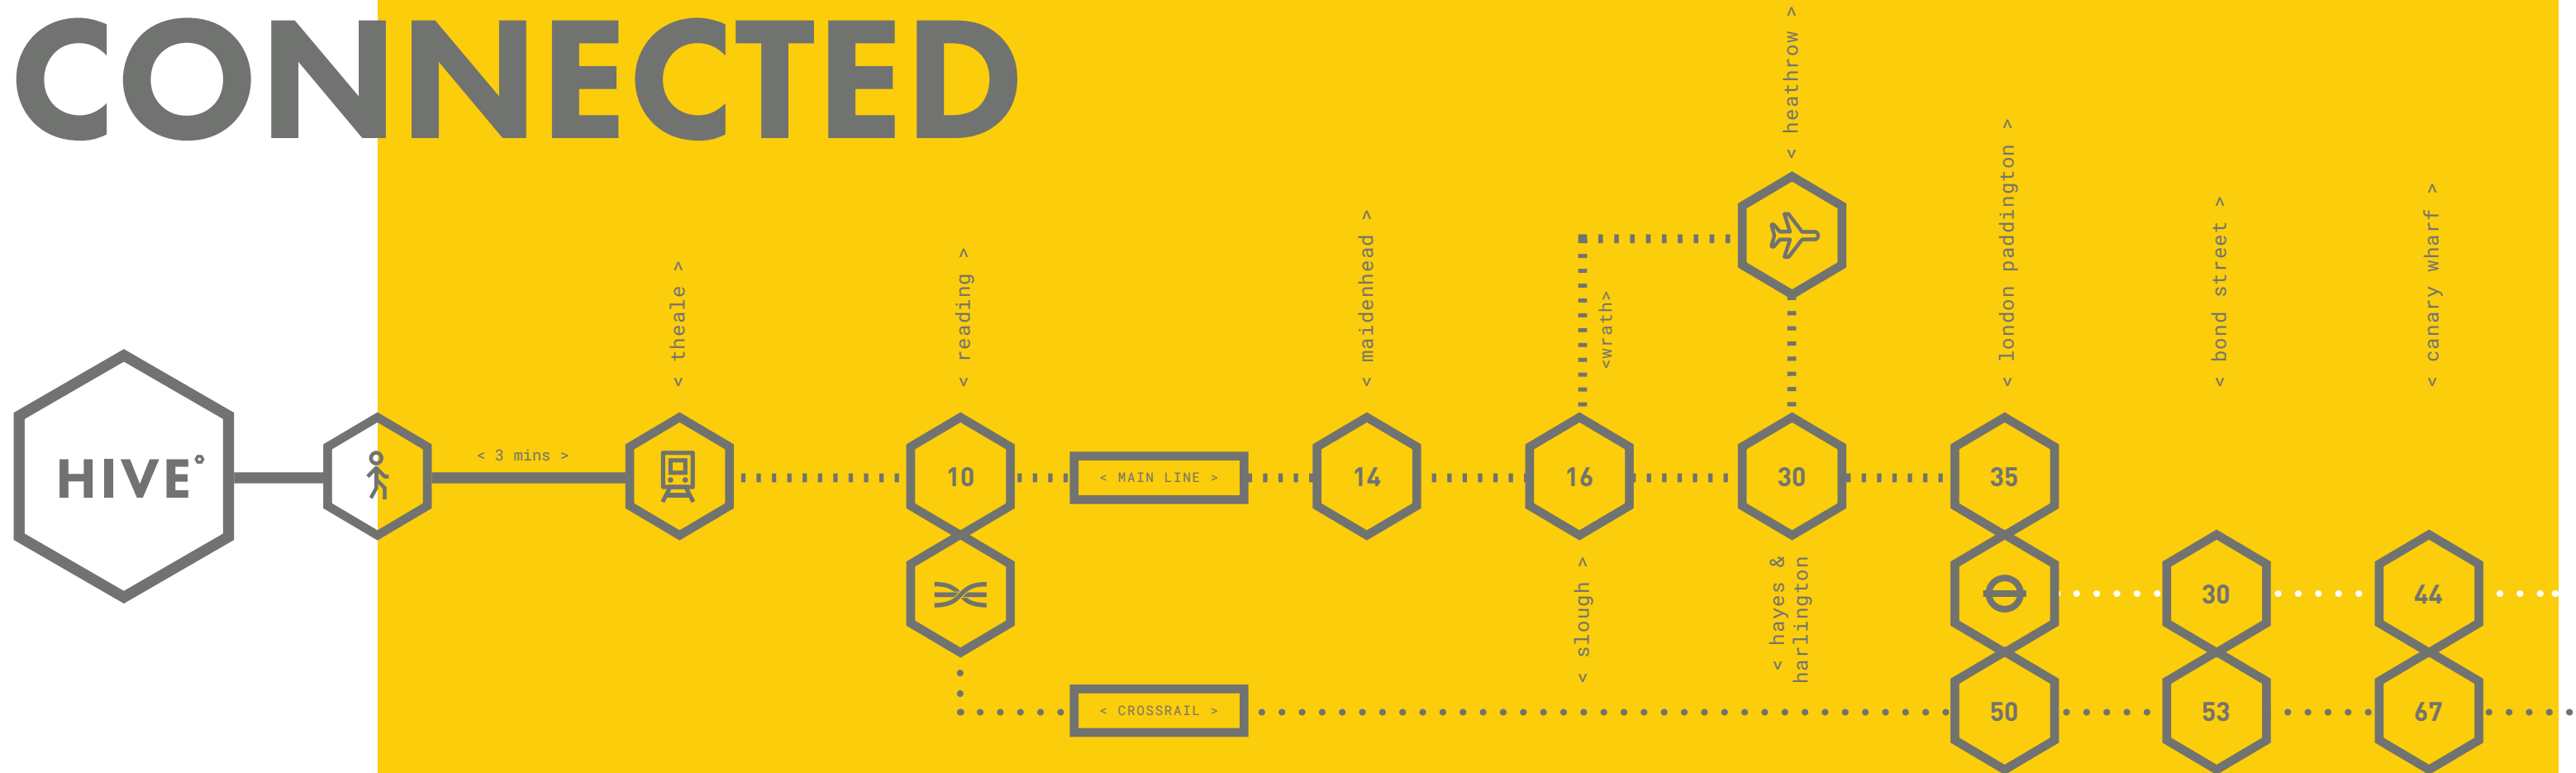 CONNECTED
< heathrow >
< london paddington >
< canary wharf >
< bond street >
< maidenhead >
< reading >
< theale >
<wrath>
HIVE
< 3 mins >
10
< MAIN LINE >
14
16
30
35
< slough >
< hayes &
harlington
30
44
< CROSSRAIL >
50
53
67